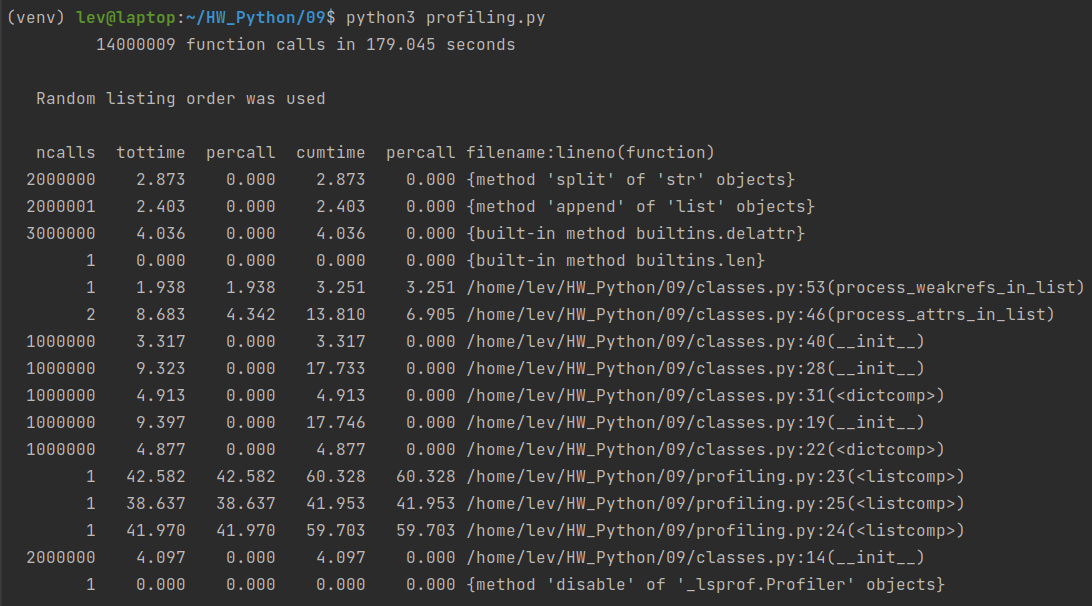 (venv) lev@laptop:~/HW_Python/09$ python3 profiling.py
14000009 function calls in 179.045 seconds
Random listing order was used
ncalls tottime percall cumtime percall filename:lineno(function)
2000000 2.873 0.000 2.873 0.000 {method 'split' of 'str' objects}
2000001 2.403 0.000 2.403 0.000 {method 'append' of 'list' objects}
3000000 4.036 0.000 4.036 0.000 {built-in method builtins.delattr}
1 0.000 0.000 0.000 0.000 {built-in method builtins.len}
1 1.938 1.938 3.251 3.251 /home/lev/HW_Python/09/classes.py:53(process_weakrefs_in_list)
2 8.683 4.342 13.810 6.905 /home/lev/HW_Python/09/classes.py:46(process_attrs_in_list)
1000000 3.317 0.000 3.317 0.000 /home/lev/HW_Python/09/classes.py:40(__init__)
1000000 9.323 0.000 17.733 0.000 /home/lev/HW_Python/09/classes.py:28(__init__)
1000000 4.913 0.000 4.913 0.000 /home/lev/HW_Python/09/classes.py:31(<dictcomp>)
1000000 9.397 0.000 17.746 0.000 /home/lev/HW_Python/09/classes.py:19(__init__)
1000000 4.877 0.000 4.877 0.000 /home/lev/HW_Python/09/classes.py:22(<dictcomp>)
1 42.582 42.582 60.328 60.328 /home/lev/HW_Python/09/profiling.py:23(<listcomp>)
1 38.637 38.637 41.953 41.953 /home/lev/HW_Python/09/profiling.py:25(<listcomp>)
1 41.970 41.970 59.703 59.703 /home/lev/HW_Python/09/profiling.py:24(<listcomp>)
2000000 4.097 0.000 4.097 0.000 /home/lev/HW_Python/09/classes.py:14(__init__)
1 0.000 0.000 0.000 0.000 {method 'disable' of '_lsprof.Profiler' objects}